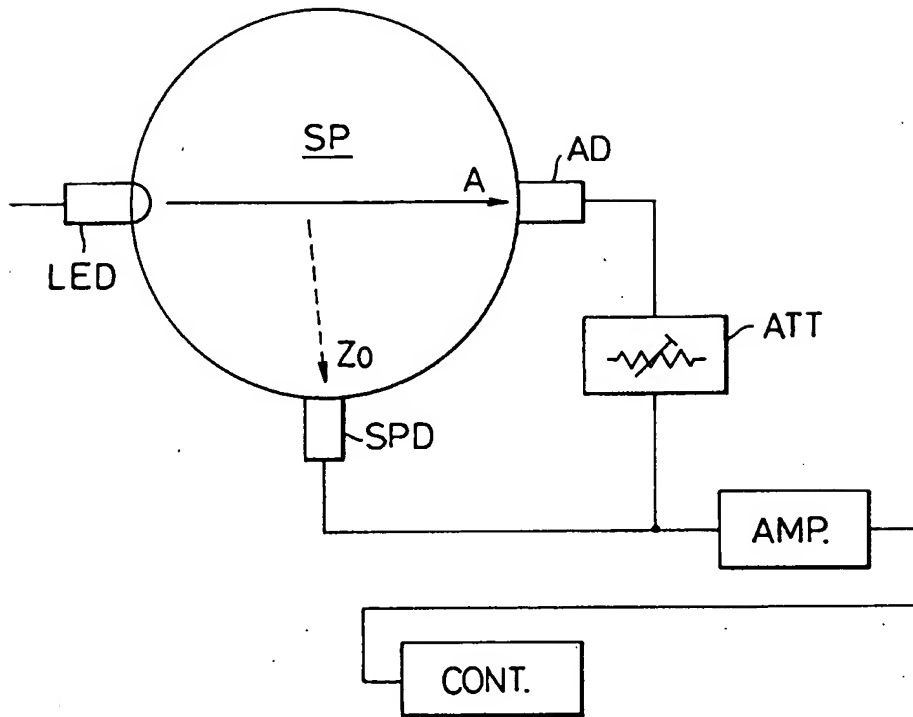 SP
A
AD
LED
Zo
ATT
SPD
AMP.
CONT.